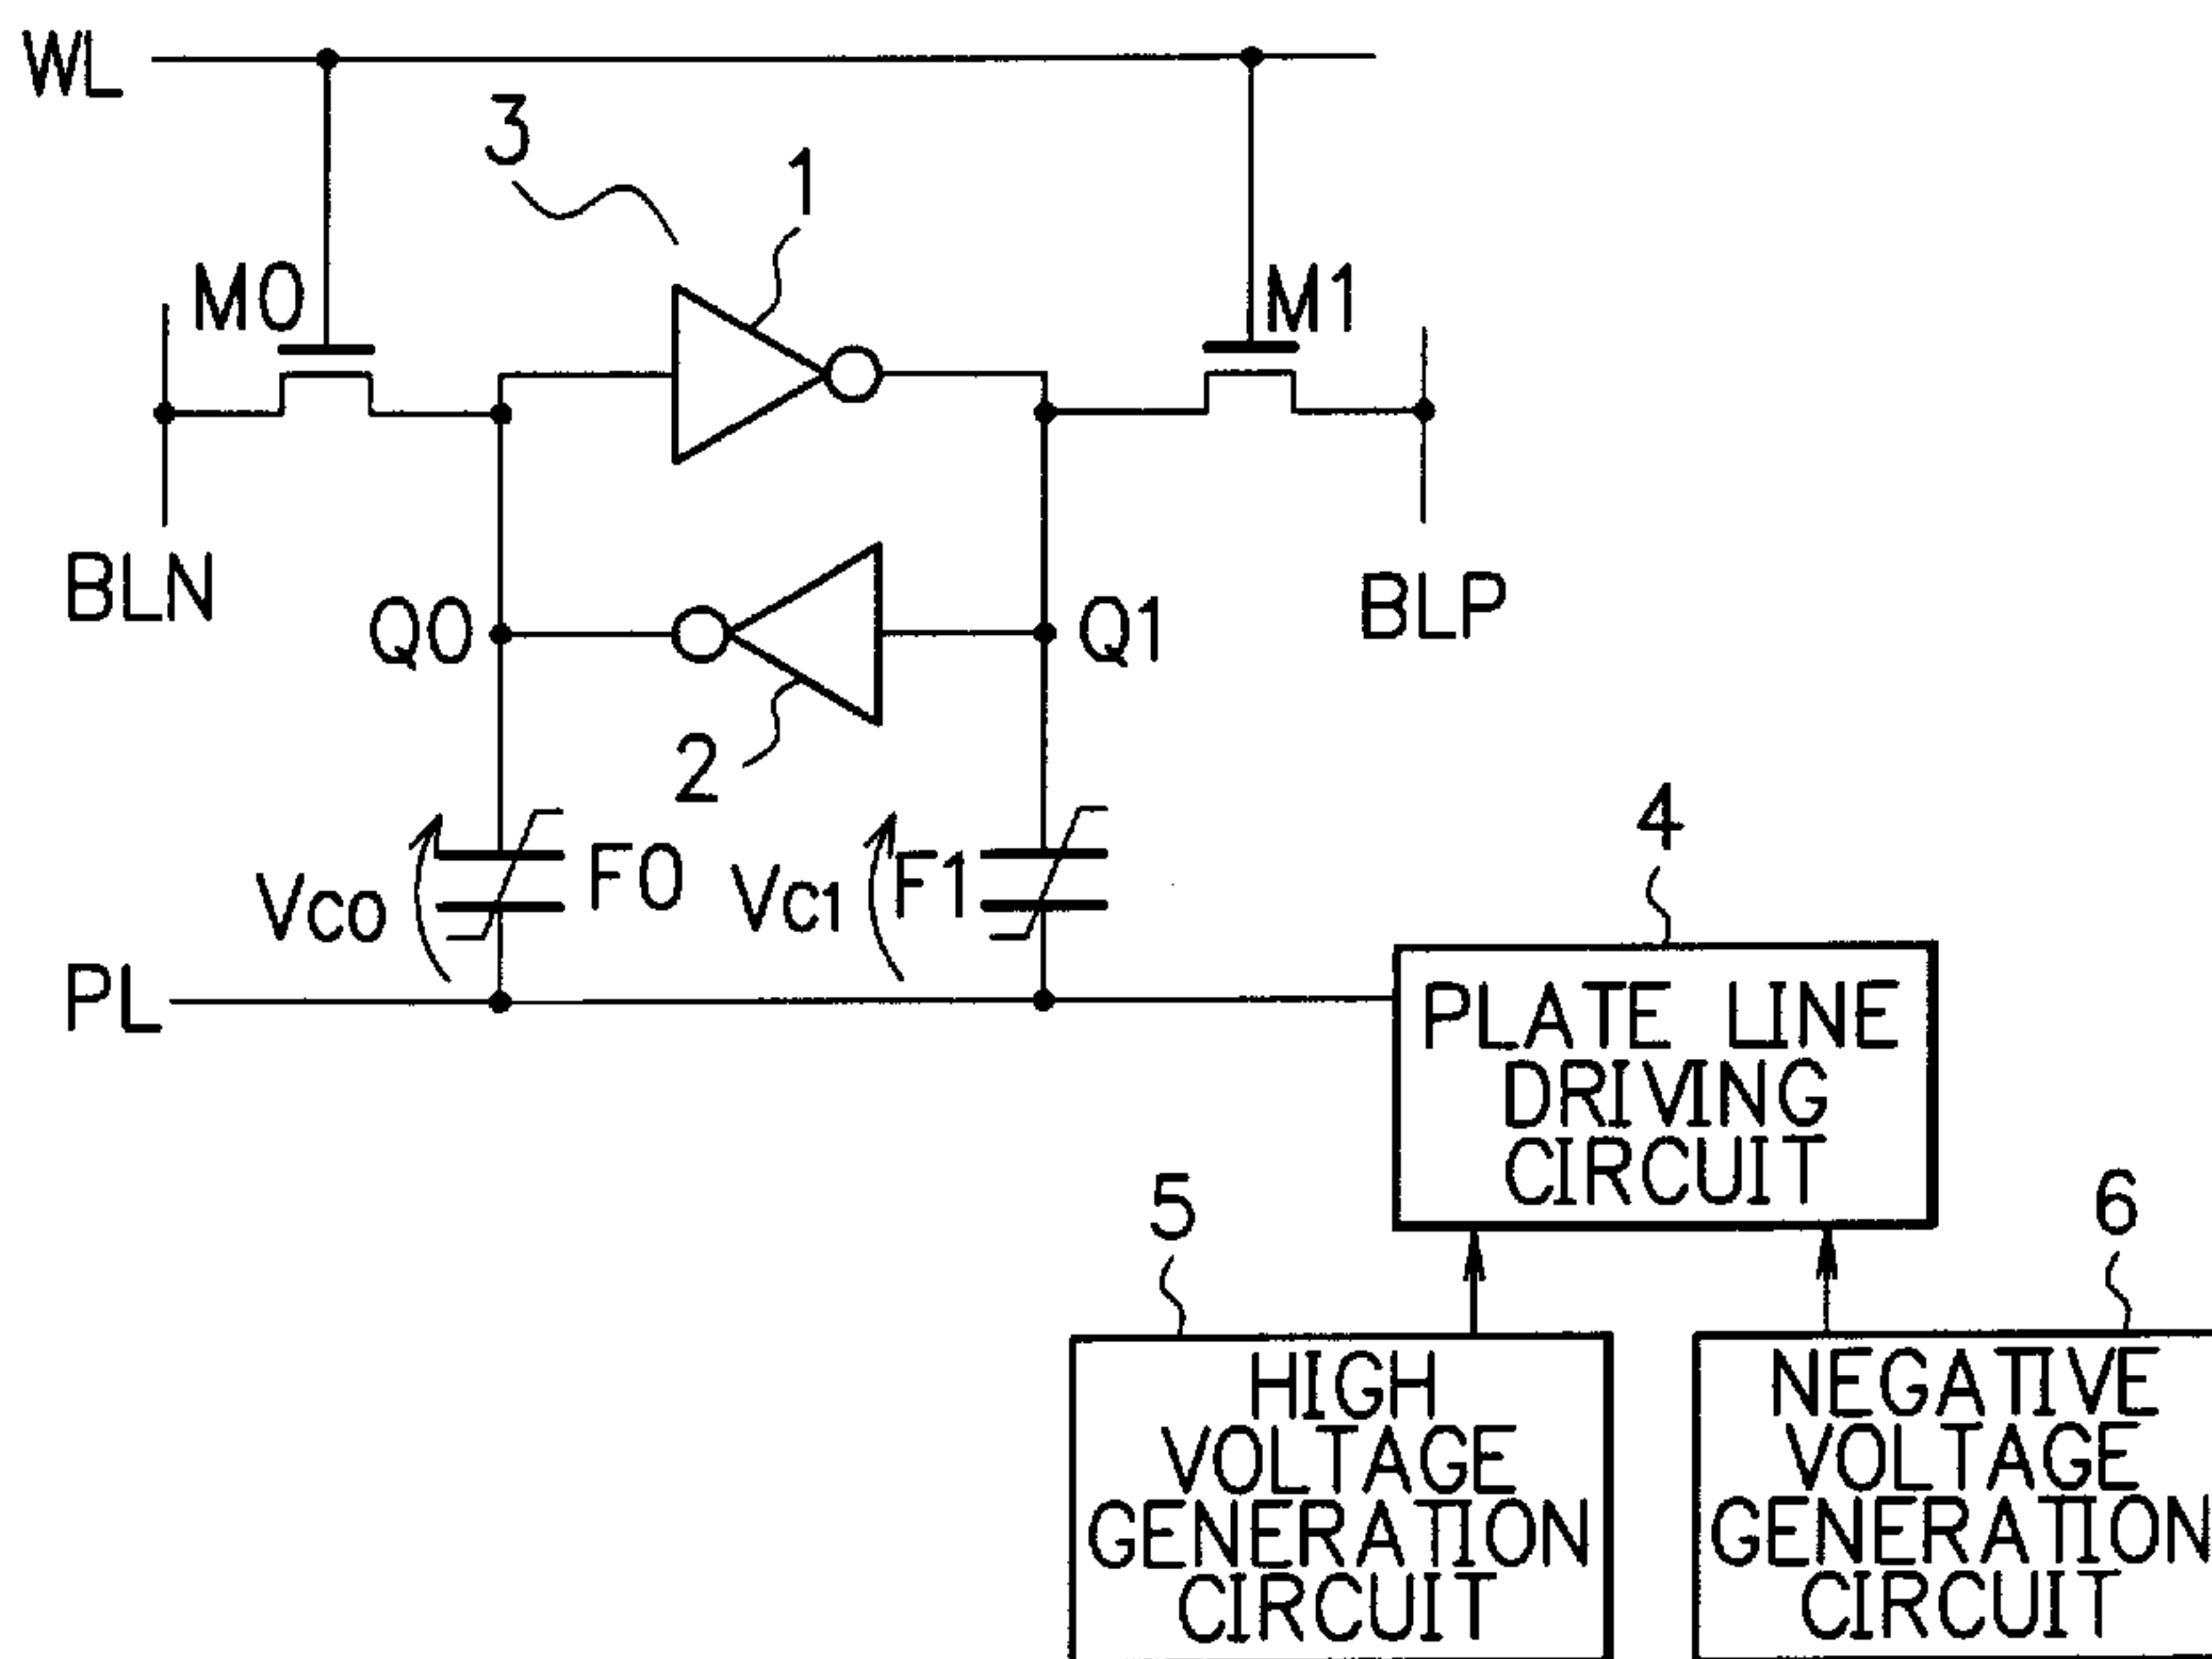 WL
3
1
M0
M1
BLN
Q0
Q1
BLP
2
4
Vc0
F0
Vc1
F1
PL
PLATE LINE
DRIVING
CIRCUIT
5
6
HIGH
VOLTAGE
GENERATION
CIRCUIT
NEGATIVE
VOLTAGE
GENERATION
CIRCUIT